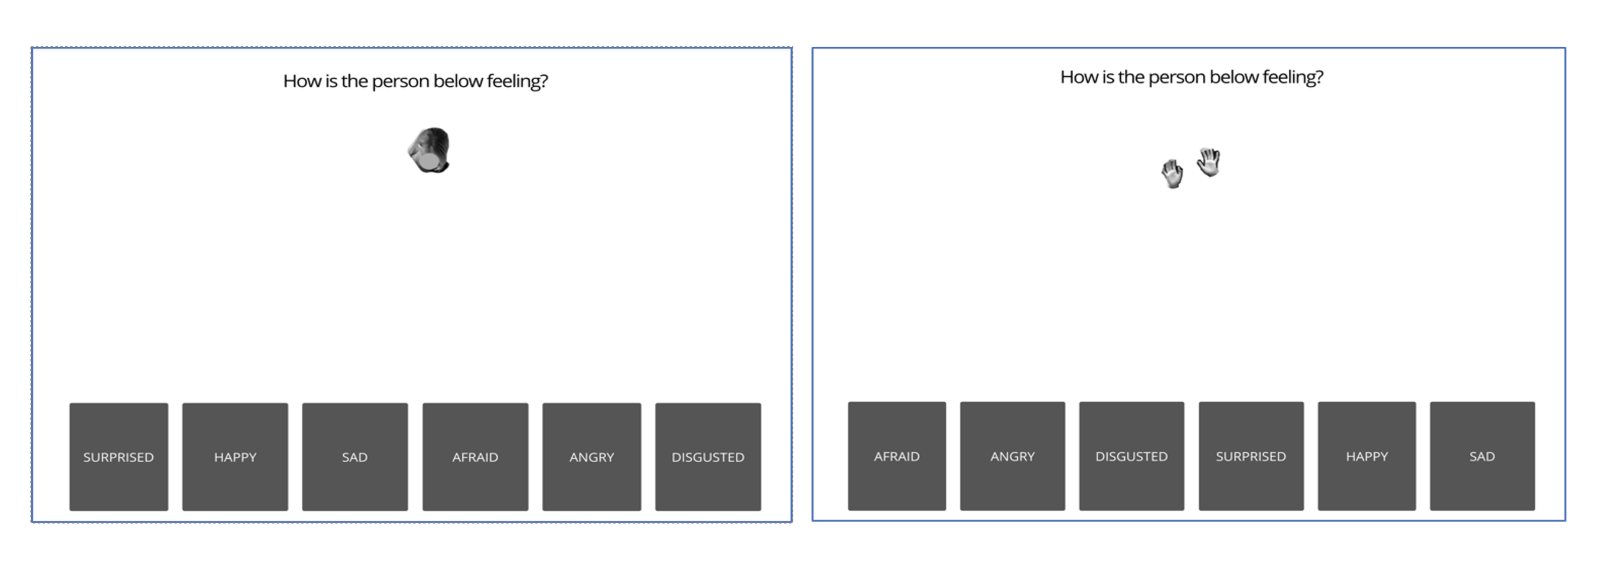 How is the person below feeling?
SURPRISED HAPPY SAD AFRAID ANGRY DISGUSTED
How is the person below feeling?
AFRAID ANGRY DISGUSTED SURPRISED HAPPY SAD